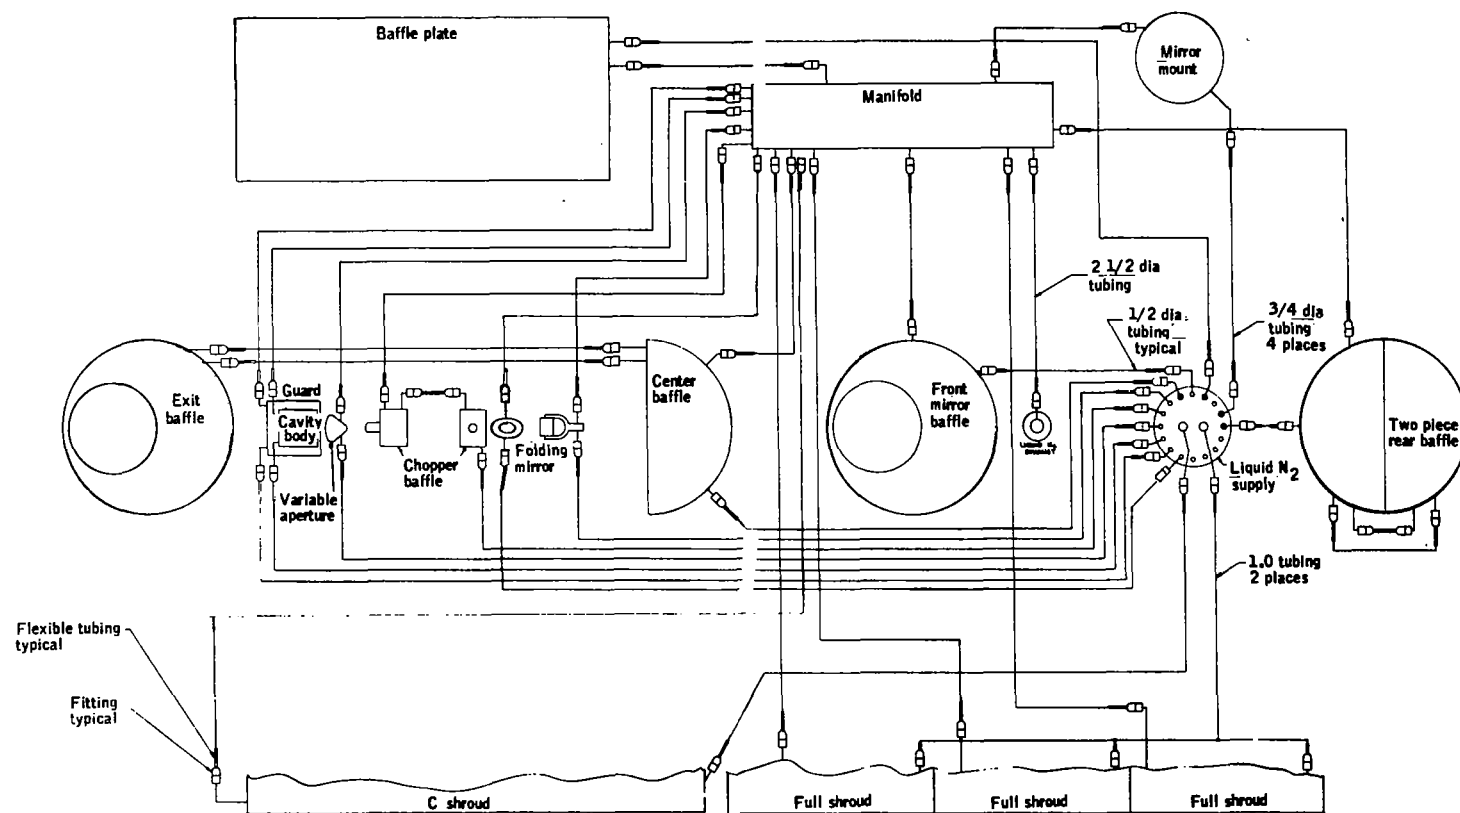 Baffle plate
Mirror
mount
Manifold
2 1/2 dia
tubing
1/2 dia.
tubing
typical
3/4 dia
tubing
4 places
Exit
baffle
Guard
Cavity
body
Center
baffle
Front
mirror
baffle
Two piece
rear baffle
Chopper
baffle
Folding
mirror
Variable
aperture
Liquid N2
supply
1.0 tubing
2 places
Flexible tubing
typical
Fitting
typical
C shroud
Full shroud
Full shroud
Full shroud